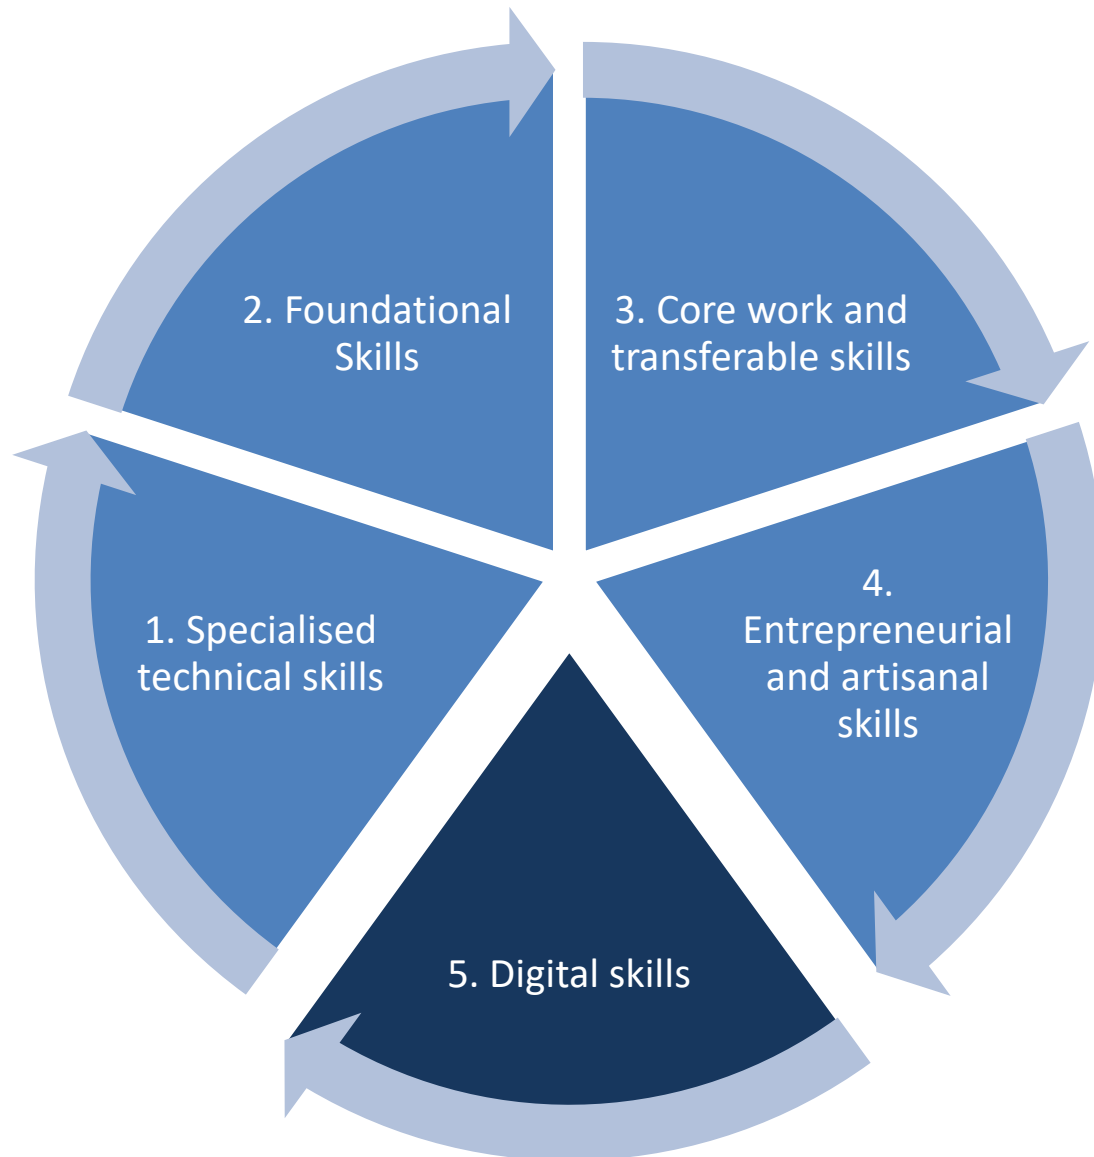 2. Foundational
Skills
3. Core work and
transferable skills
1. Specialised
technical skills
4.
Entrepreneurial
and artisanal
skills
5. Digital skills